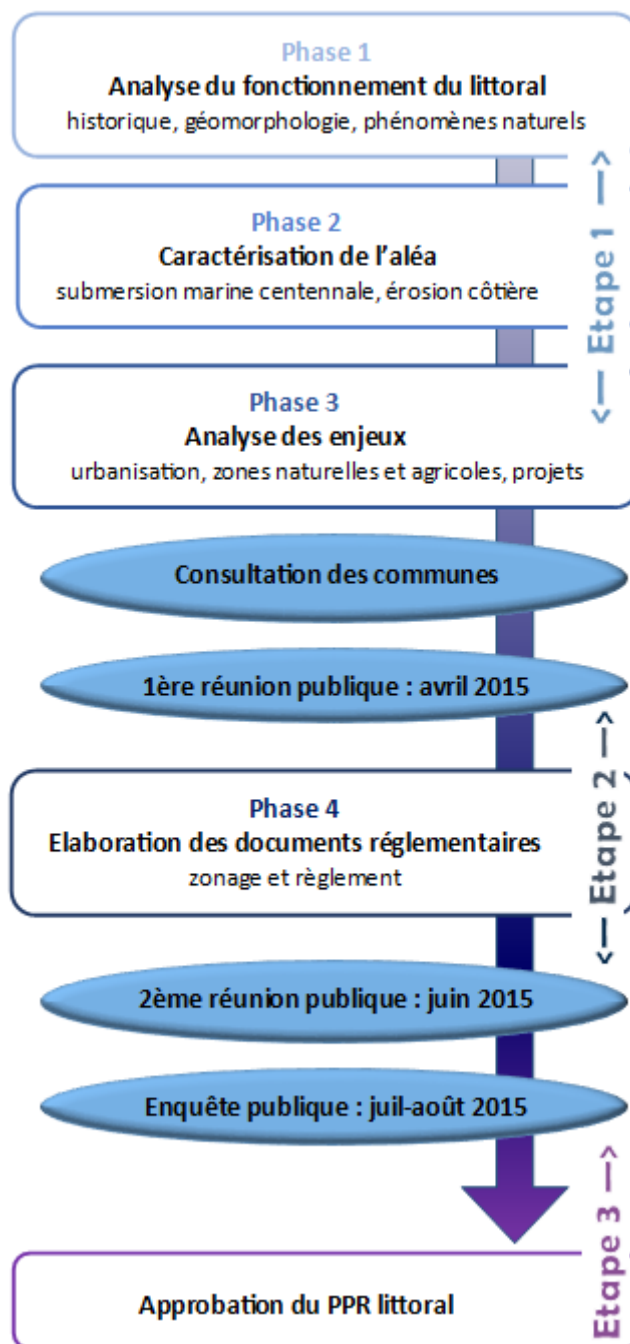 Phase 1
Analyse du fonctionnement du littoral
historique, géomorphologie, phénomènes naturels
<— Etape 1 —>
Phase 2
Caractérisation de l'aléa
submersion marine centennale, érosion côtière
Phase 3
Analyse des enjeux
urbanisation, zones naturelles et agricoles, projets
Consultation des communes
1ère réunion publique : avril 2015
<— Etape 2 —>
Phase 4
Elaboration des documents réglementaires
zonage et règlement
2ème réunion publique : juin 2015
Enquête publique : juil-août 2015
Etape 3 —>
Approbation du PPR littoral